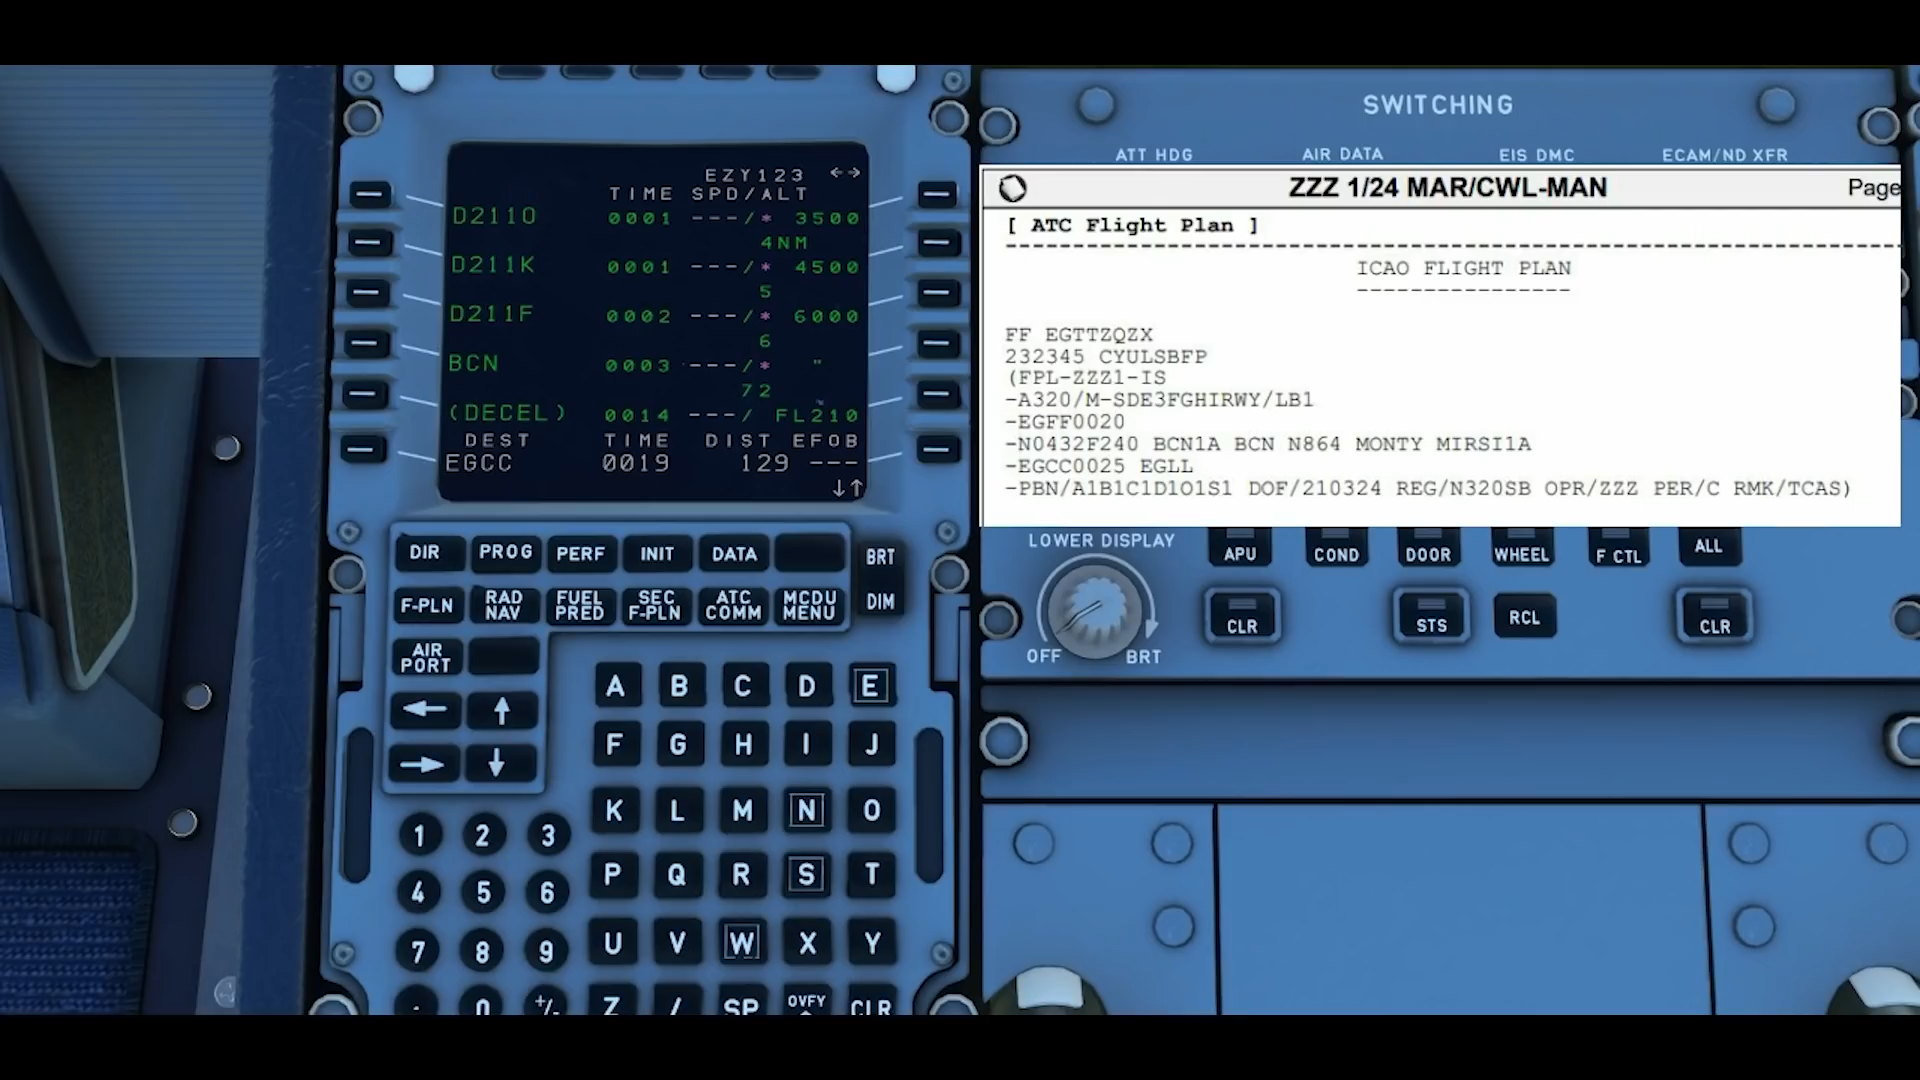 EZY123 ←→
TIME SPD/ALT
D211O 0001 ---/* 3500
4NM
D211K 0001 ---/* 4500
5
D211F 0002 ---/* 6000
6
BCN 0003 ---/* "
72
(DECEL) 0014 ---/ FL210
DEST TIME DIST EFOB
EGCC 0019 129 ---
↓↑
DIR PROG PERF INIT DATA
BRT
DIM
F-PLN RAD NAV FUEL PRED SEC F-PLN ATC COMM MCDU MENU
AIR PORT
← ↑
→ ↓
A B C D E
F G H I J
K L M N O
P Q R S T
U V W X Y
Z / SP OVFY CLR
1 2 3
4 5 6
7 8 9
. 0 +/-
SWITCHING
ATT HDG AIR DATA EIS DMC ECAM/ND XFR
ZZZ 1/24 MAR/CWL-MAN Page
[ ATC Flight Plan ]
--------------------------------------------------------------------
ICAO FLIGHT PLAN
----------------
FF EGTTZQZX
232345 CYULSBFP
(FPL-ZZZ1-IS
-A320/M-SDE3FGHIRWY/LB1
-EGFF0020
-N0432F240 BCN1A BCN N864 MONTY MIRSI1A
-EGCC0025 EGLL
-PBN/A1B1C1D1O1S1 DOF/210324 REG/N320SB OPR/ZZZ PER/C RMK/TCAS)
LOWER DISPLAY
OFF BRT
APU COND DOOR WHEEL F CTL ALL
CLR STS RCL CLR